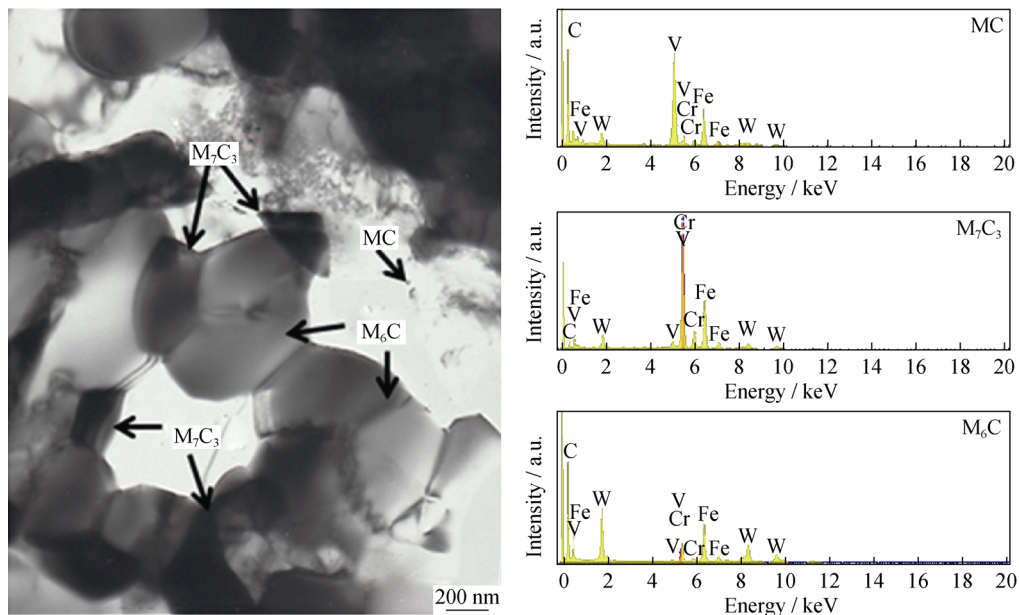 M₇C₃
MC
M₆C
M₇C₃
200 nm
MC
Intensity / a.u.
C
Fe
V
W
V
V
Cr
Cr
Fe
Fe
W
W
0 2 4 6 8 10 12 14 16 18 20
Energy / keV
M₇C₃
Intensity / a.u.
Fe
V
C
W
Cr
V
V
Cr
Fe
Fe
W
W
0 2 4 6 8 10 12 14 16 18 20
Energy / keV
M₆C
Intensity / a.u.
C
Fe
V
W
V
Cr
V
Cr
Fe
Fe
W
W
0 2 4 6 8 10 12 14 16 18 20
Energy / keV